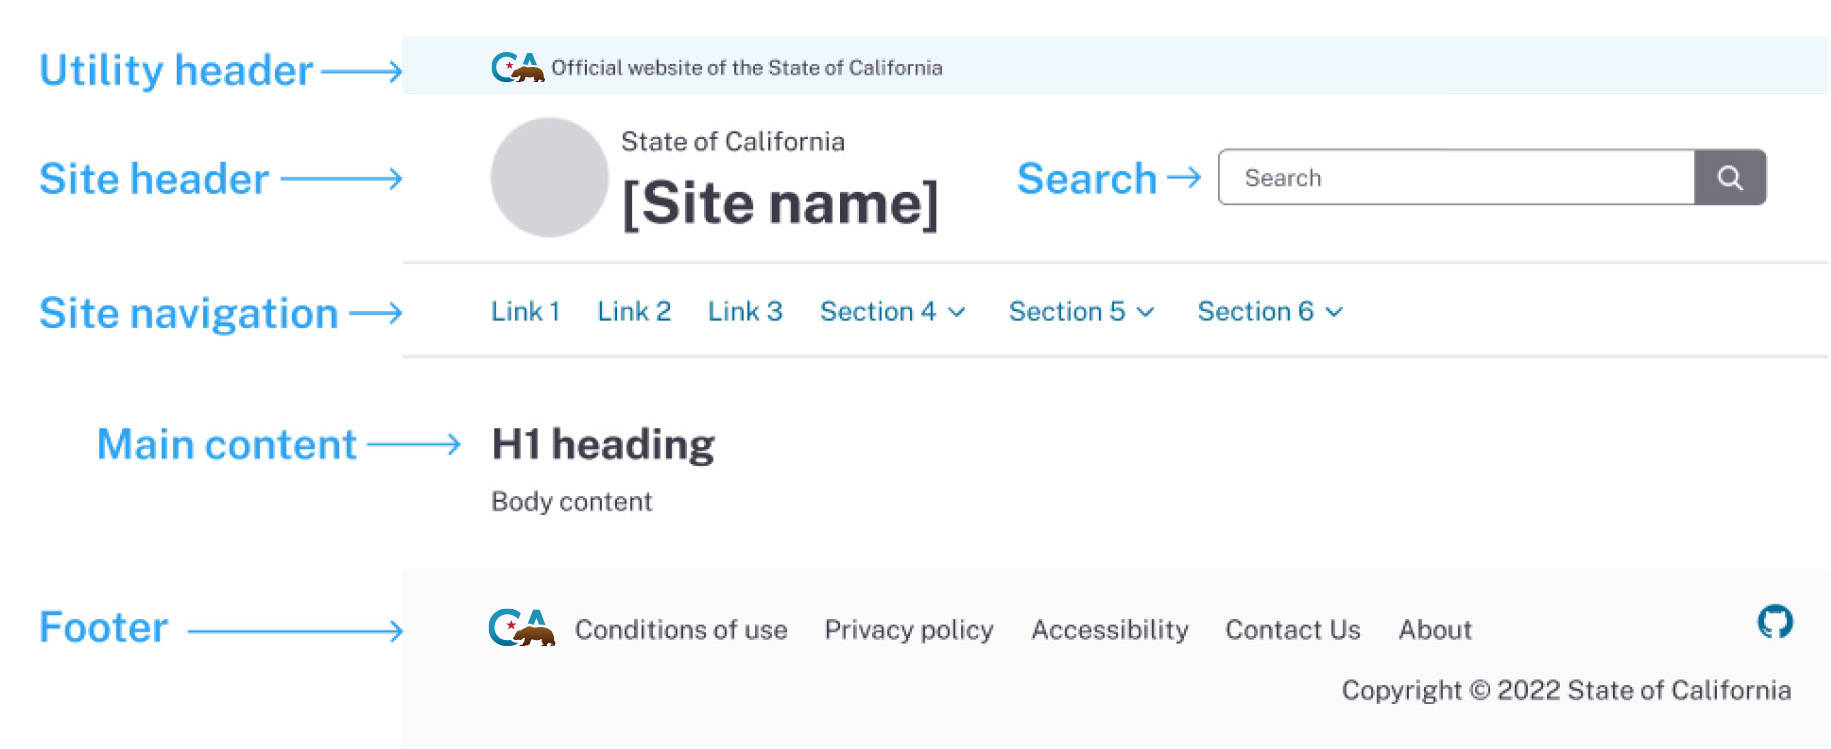 Utility header
CA Official website of the State of California
Site header
State of California
[Site name]
Search
Search
Site navigation
Link 1 Link 2 Link 3 Section 4 Section 5 Section 6
Main content
H1 heading
Body content
Footer
CA Conditions of use Privacy policy Accessibility Contact Us About
Copyright © 2022 State of California